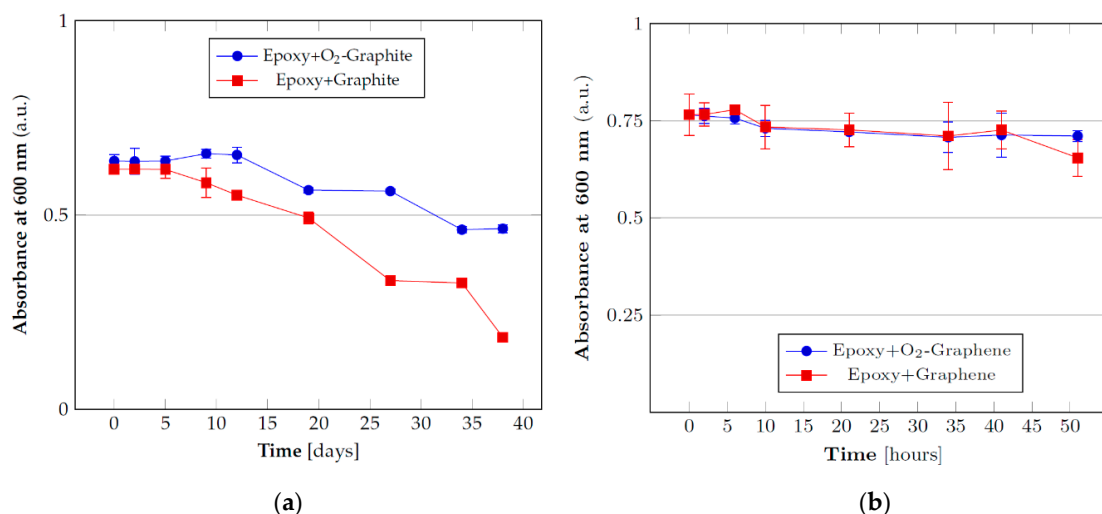 1
0.5
0
Absorbance at 600 nm (a.u.)
Epoxy+O₂-Graphite
Epoxy+Graphite
0 5 10 15 20 25 30 35 40
Time [days]
(a)
1
0.75
0.5
0.25
Absorbance at 600 nm (a.u.)
Epoxy+O₂-Graphene
Epoxy+Graphene
0 5 10 15 20 25 30 35 40 45 50
Time [hours]
(b)